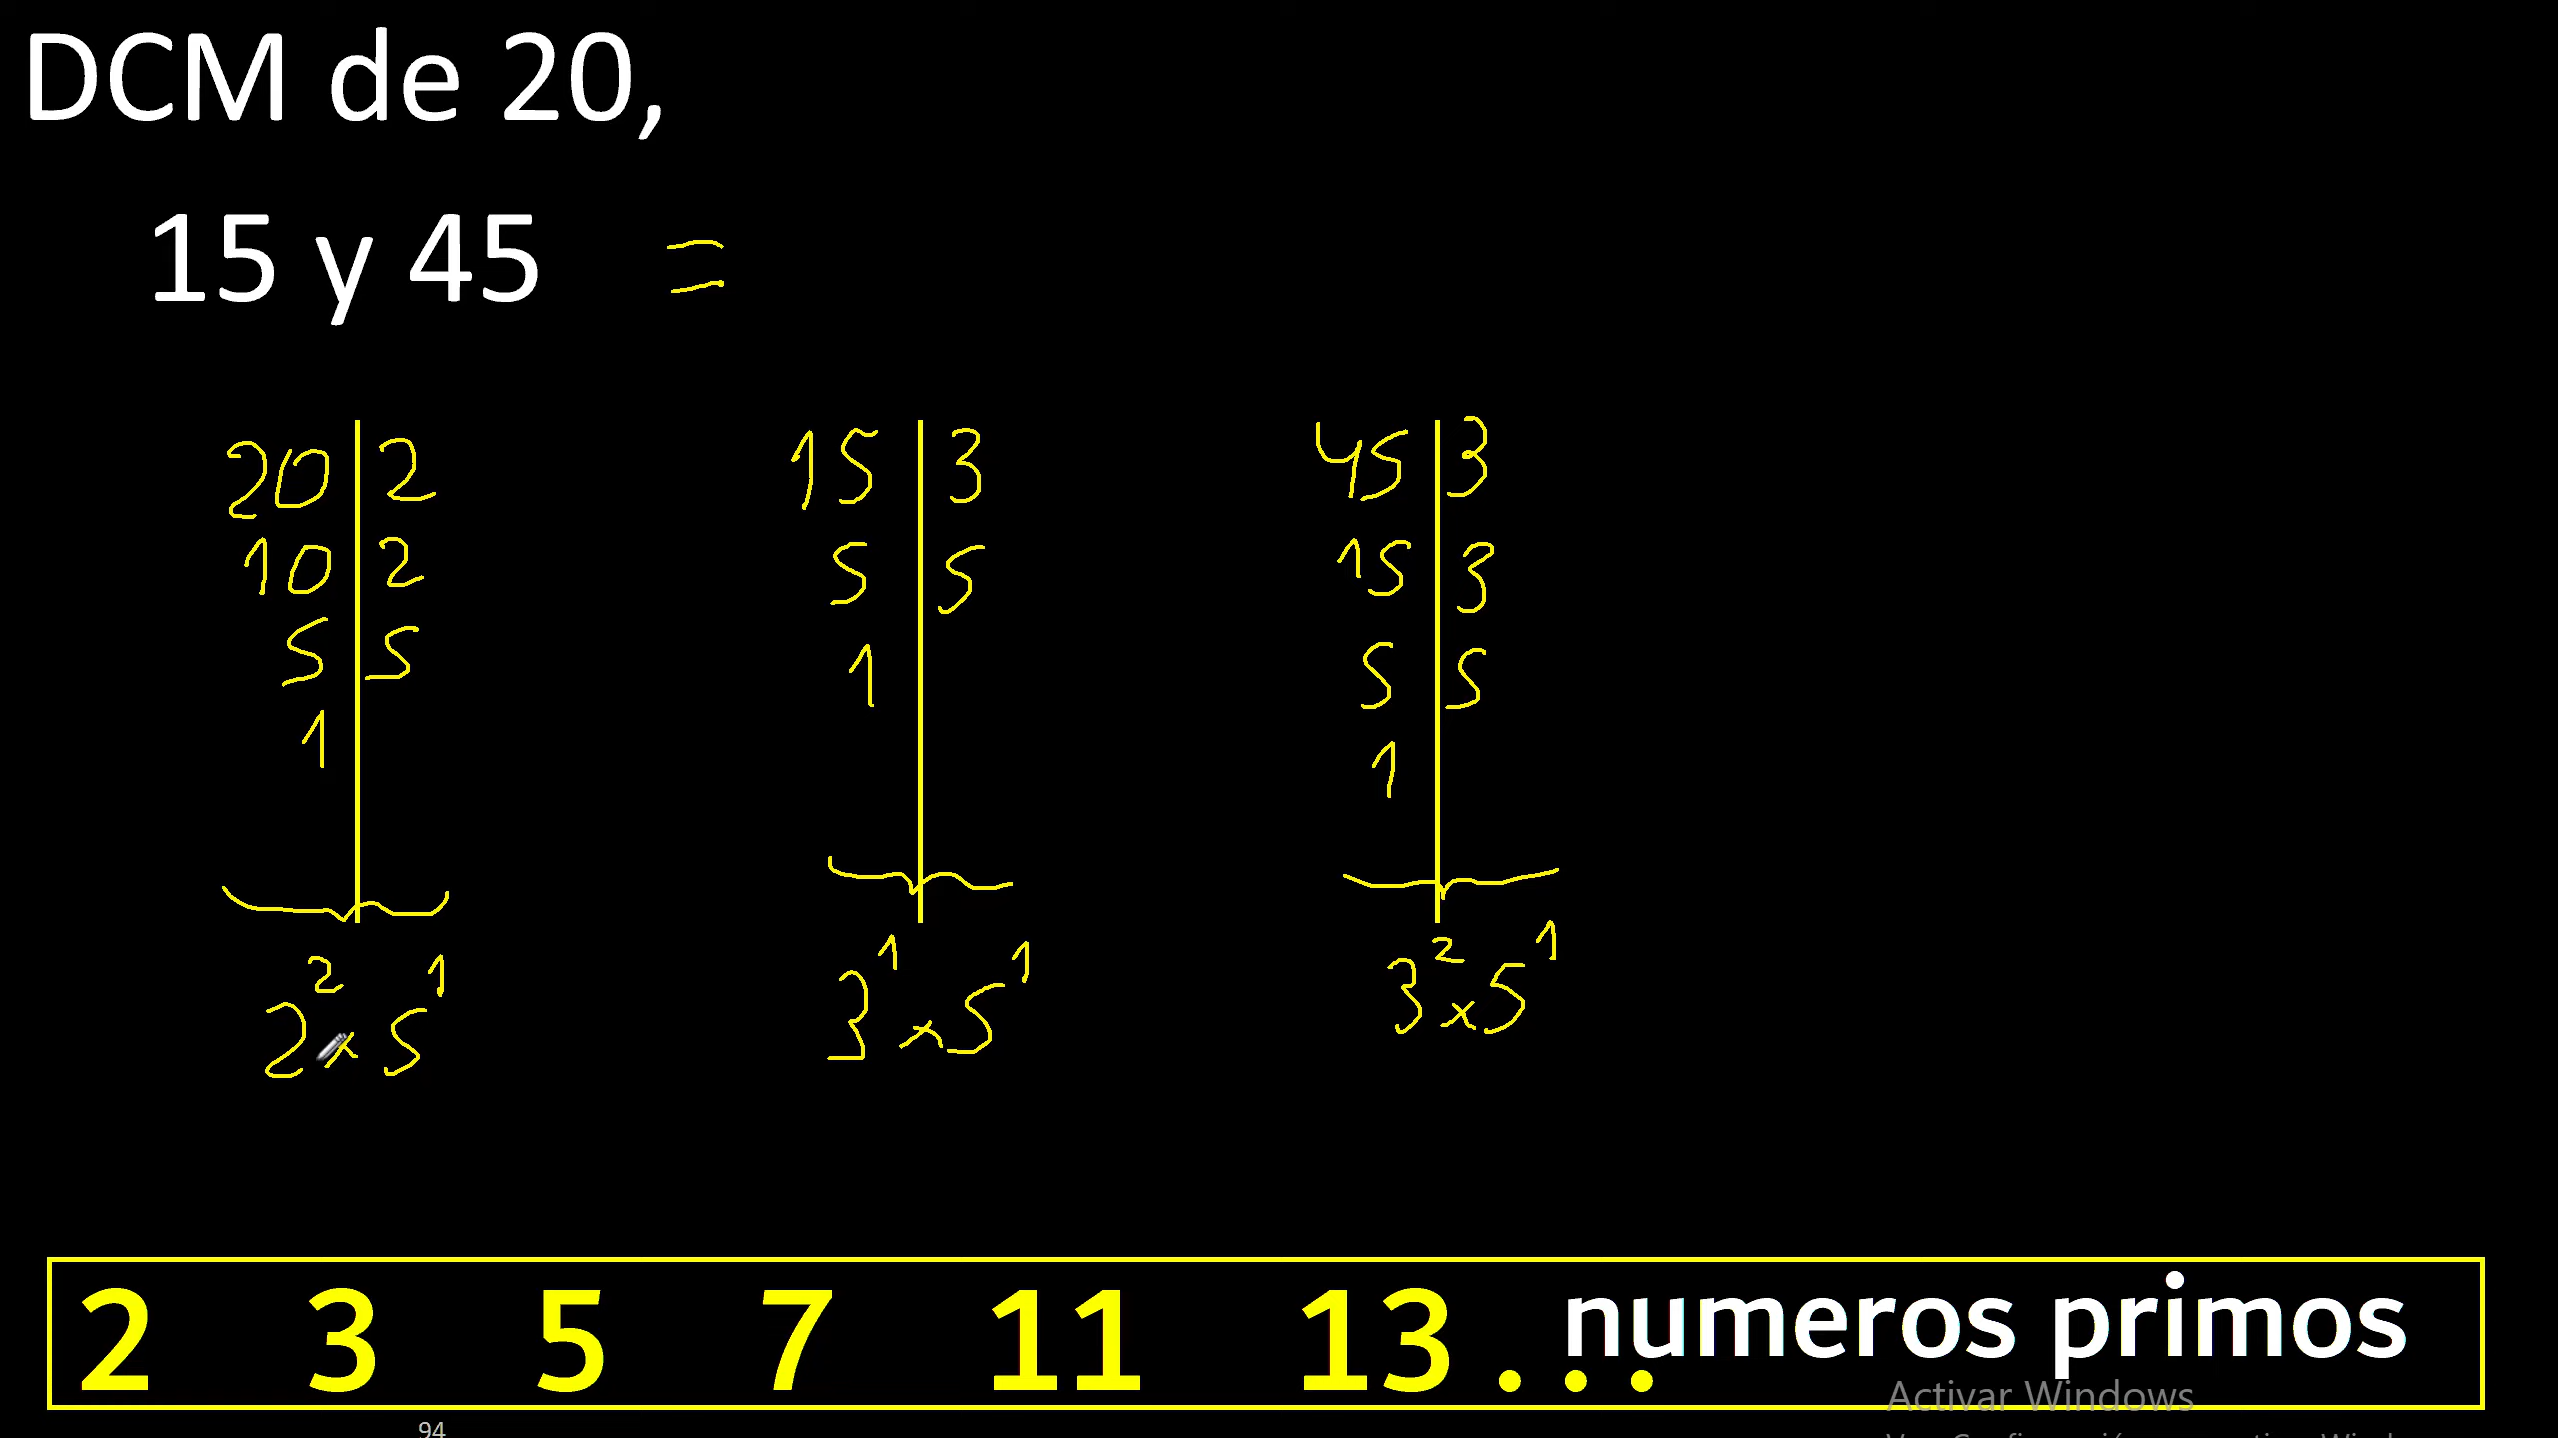 DCM de 20,
15 y 45 =
20 2
10 2
5 5
1
2² x 5¹
15 3
5 5
1
3¹ x 5¹
45 3
15 3
5 5
1
3² x 5¹
2 3 5 7 11 13 ... numeros primos
Activar Windows
94